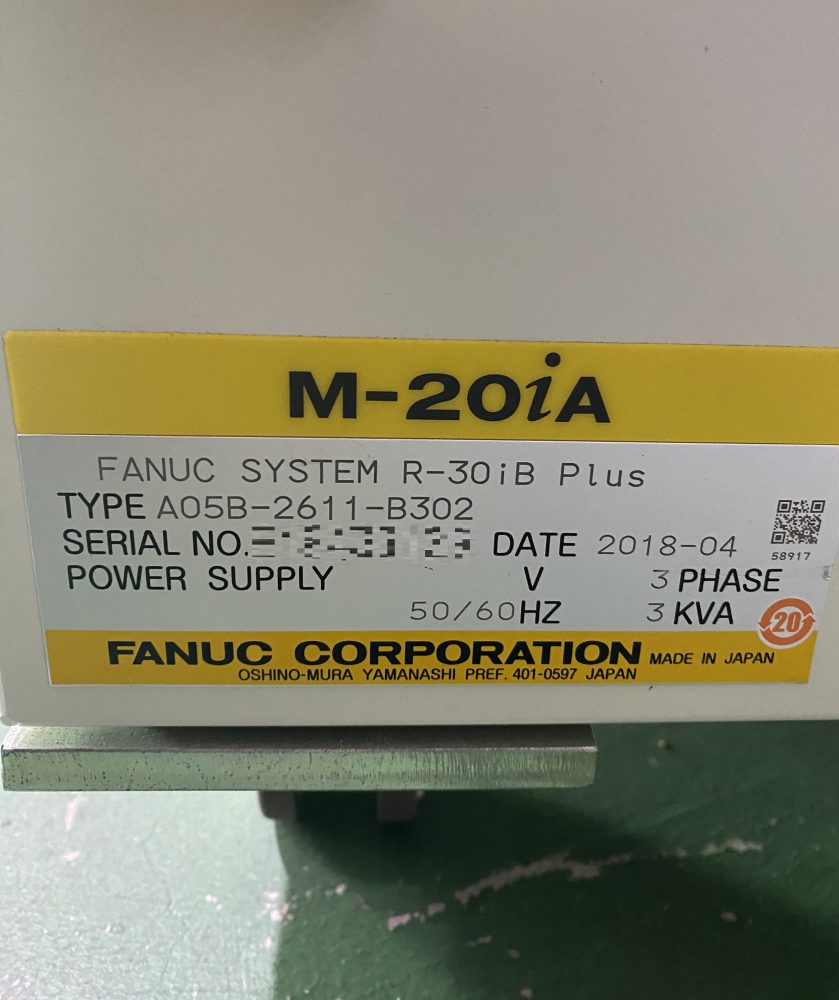 M-20iA
FANUC SYSTEM R-30iB Plus
TYPE A05B-2611-B302
SERIAL NO. DATE 2018-04
58917
POWER SUPPLY V 3 PHASE
50/60HZ 3 KVA
20
FANUC CORPORATION MADE IN JAPAN
OSHINO-MURA YAMANASHI PREF. 401-0597 JAPAN